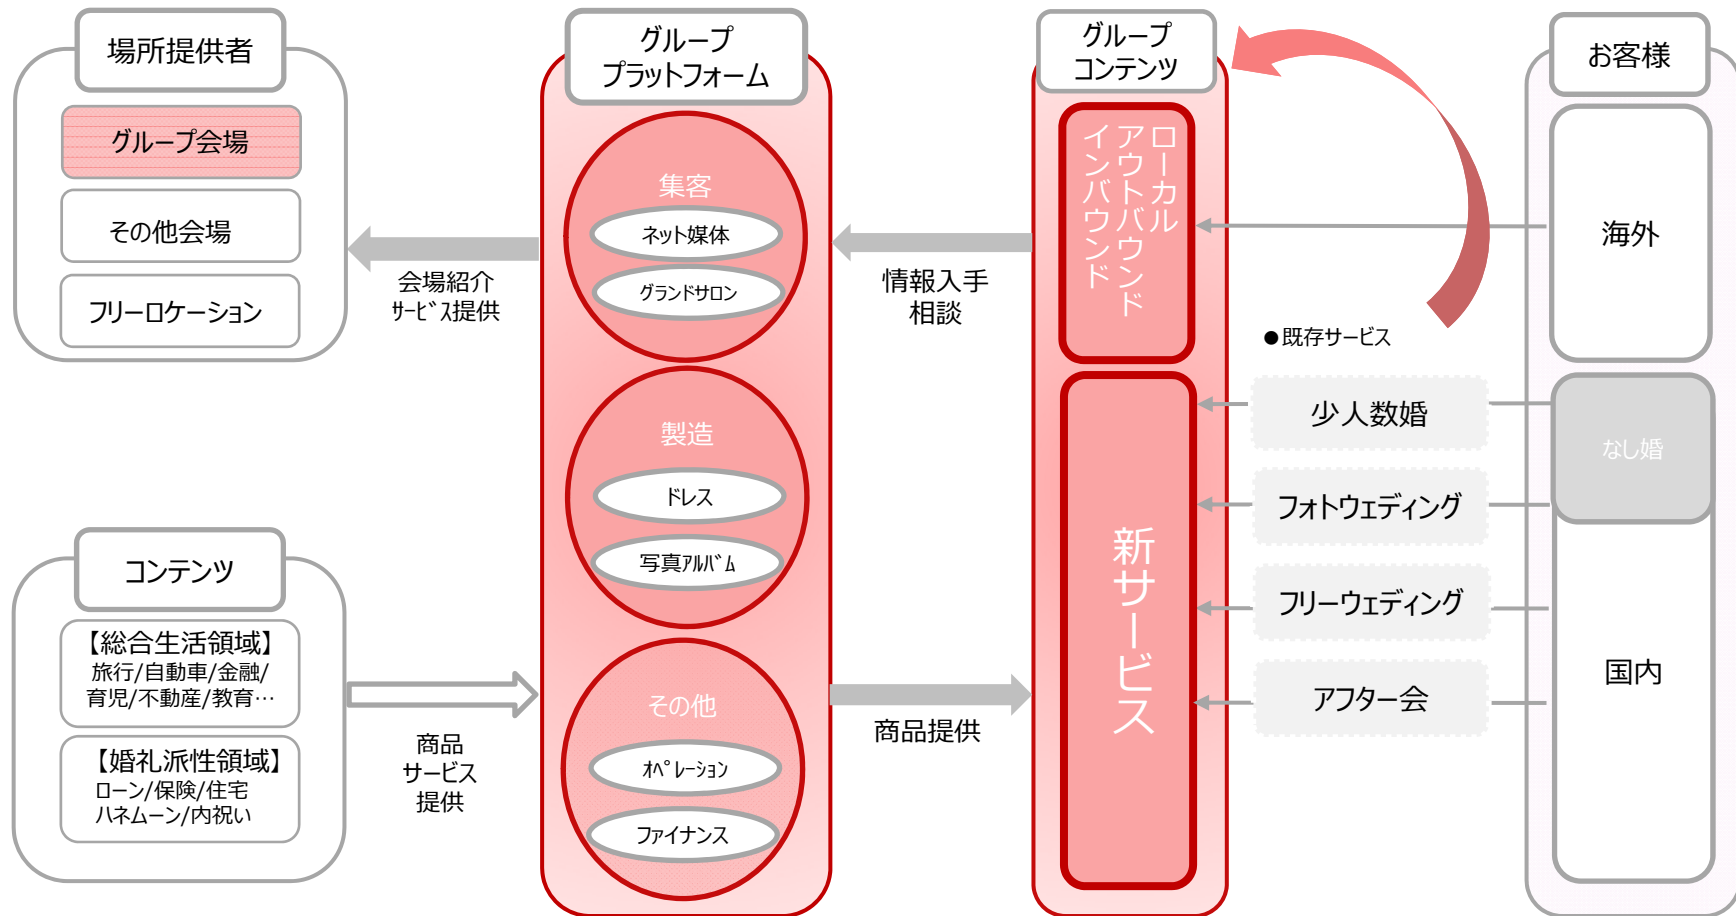 場所提供者
グループ会場
その他会場
フリーロケーション
会場紹介
ｻｰﾋﾞｽ提供
コンテンツ
【総合生活領域】
旅行/自動車/金融/
育児/不動産/教育…
【婚礼派性領域】
ローン/保険/住宅
ハネムーン/内祝い
商品
サービス
提供
グループ
プラットフォーム
集客
ネット媒体
グランドサロン
製造
ドレス
写真ｱﾙﾊﾞﾑ
その他
ｵﾍﾟﾚｰｼｮﾝ
ファイナンス
情報入手
相談
商品提供
グループ
コンテンツ
ローカル
アウトバウンド
インバウンド
新サービス
●既存サービス
少人数婚
フォトウェディング
フリーウェディング
アフター会
お客様
海外
なし婚
国内